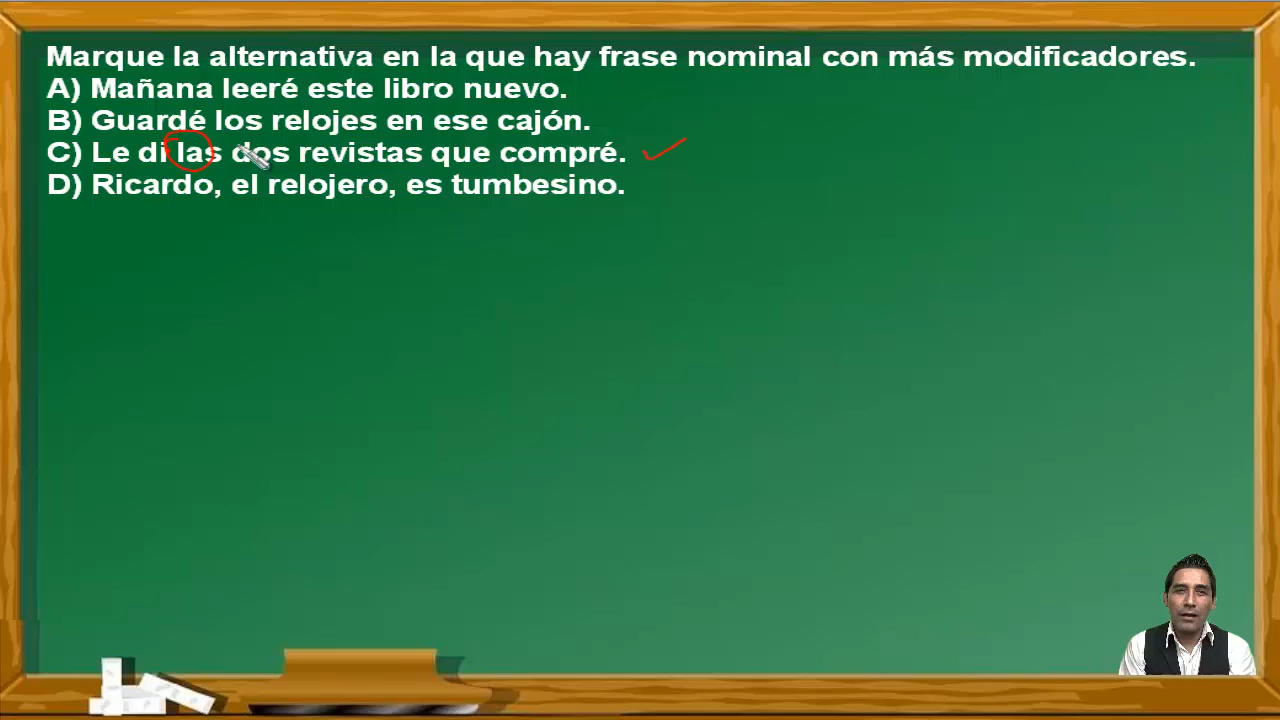 Marque la alternativa en la que hay frase nominal con más modificadores.
A) Mañana leeré este libro nuevo.
B) Guardé los relojes en ese cajón.
C) Le di las dos revistas que compré.
D) Ricardo, el relojero, es tumbesino.